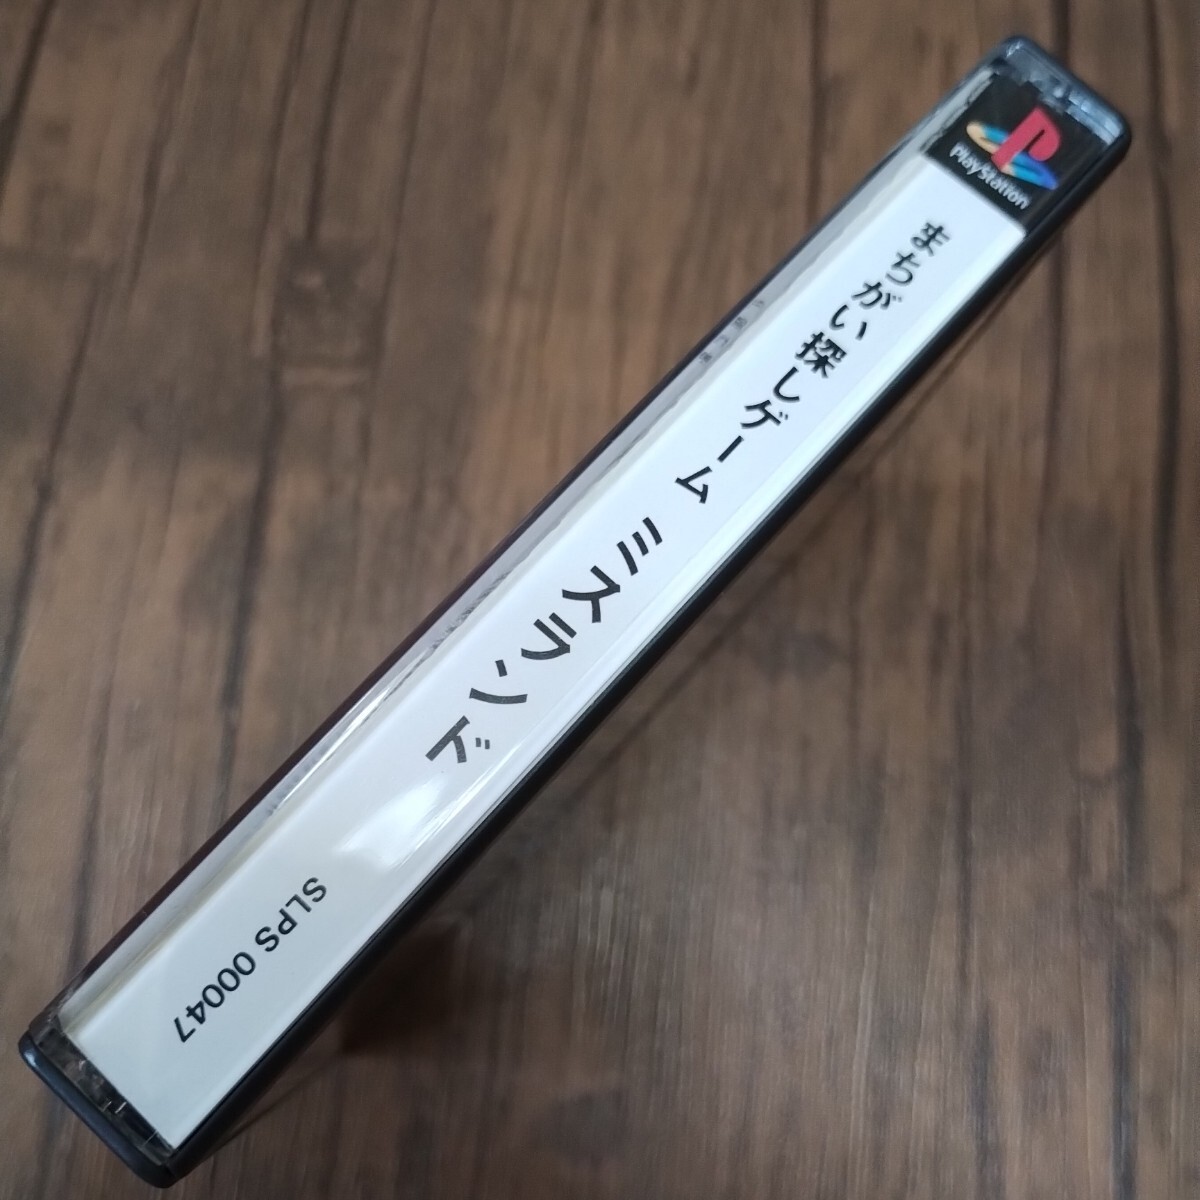 PlayStation
まちがい探しゲーム ミスランド
SLPS 00047